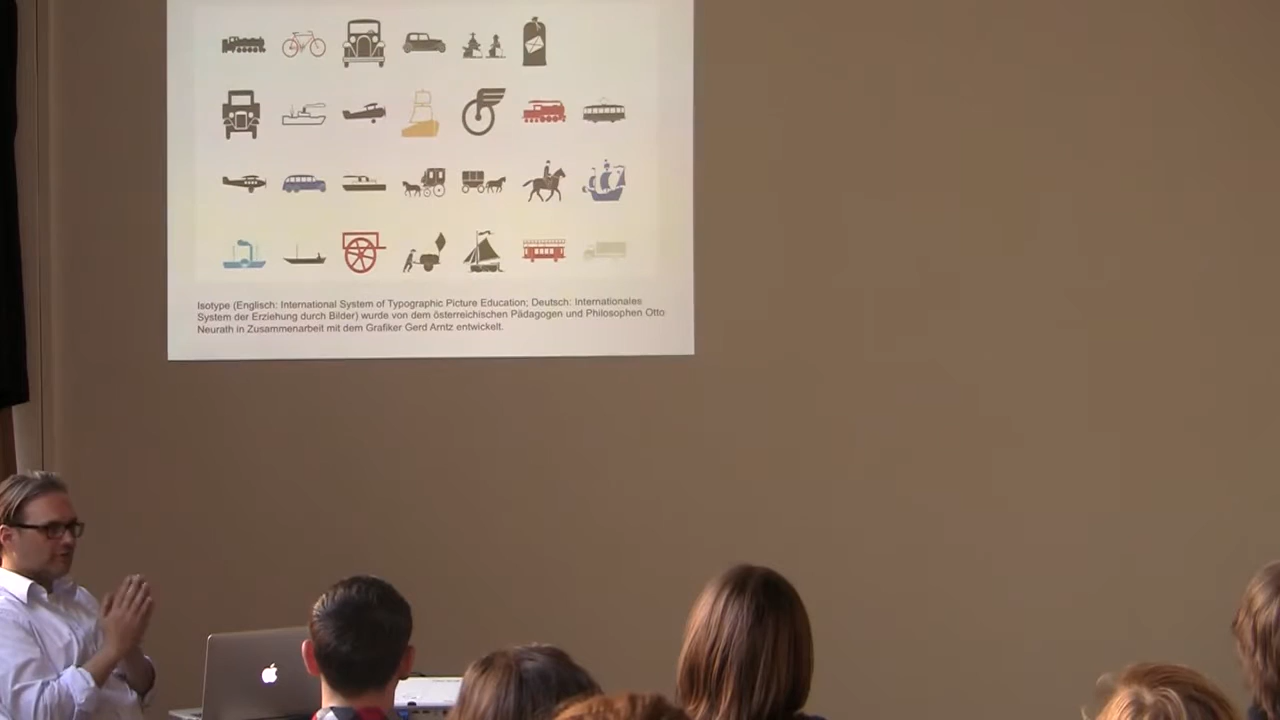 Isotype (Englisch: International System of Typographic Picture Education; Deutsch: Internationales
System der Erziehung durch Bilder) wurde von dem österreichischen Pädagogen und Philosophen Otto
Neurath in Zusammenarbeit mit dem Grafiker Gerd Arntz entwickelt.